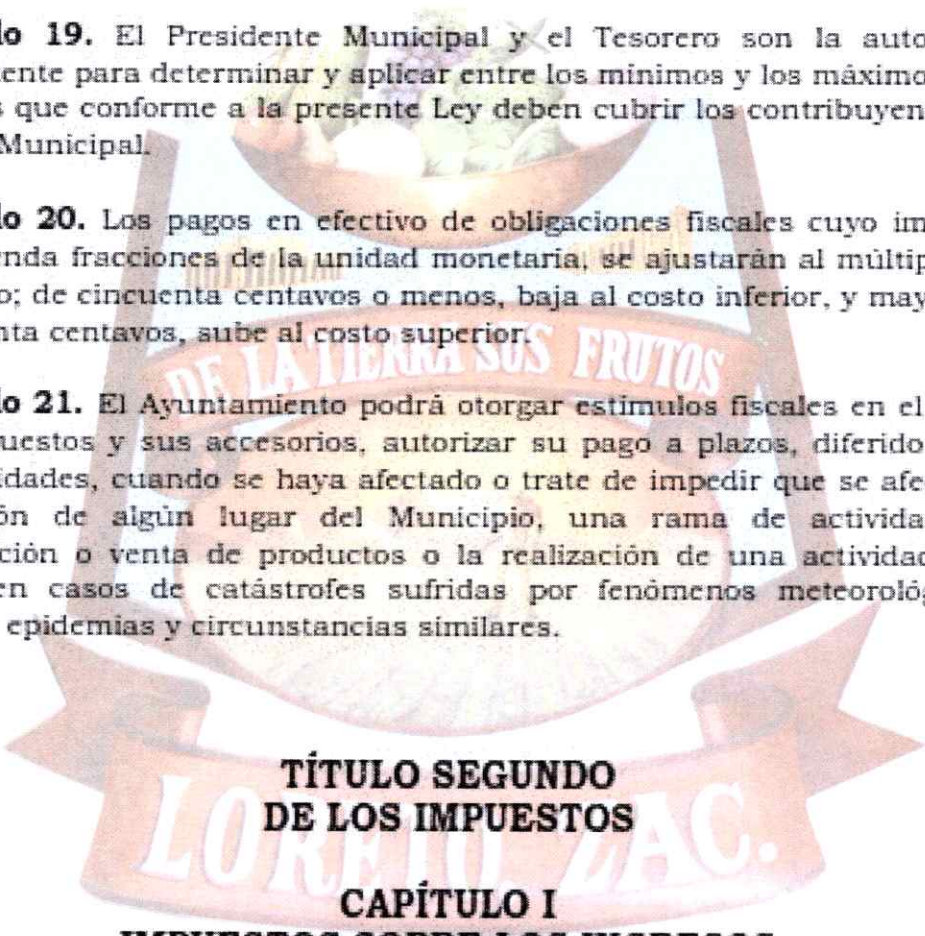 lo 19. El Presidente Municipal y el Tesorero son la auto
ente para determinar y aplicar entre los mínimos y los máximo
s que conforme a la presente Ley deben cubrir los contribuyen
Municipal.
lo 20. Los pagos en efectivo de obligaciones fiscales cuyo im
enda fracciones de la unidad monetaria, se ajustarán al múltip
o; de cincuenta centavos o menos, baja al costo inferior, y may
nta centavos, sube al costo superior.
DE LA TIERRA SUS FRUTOS
lo 21. El Ayuntamiento podrá otorgar estímulos fiscales en el
uestos y sus accesorios, autorizar su pago a plazos, diferido
idades, cuando se haya afectado o trate de impedir que se afe
ón de algún lugar del Municipio, una rama de activida
ción o venta de productos o la realización de una actividad
en casos de catástrofes sufridas por fenómenos meteoroló
epidemias y circunstancias similares.
TÍTULO SEGUNDO
DE LOS IMPUESTOS
LORETO ZAC.
CAPÍTULO I
IMPUESTOS SOBRE LOS INGRESOS